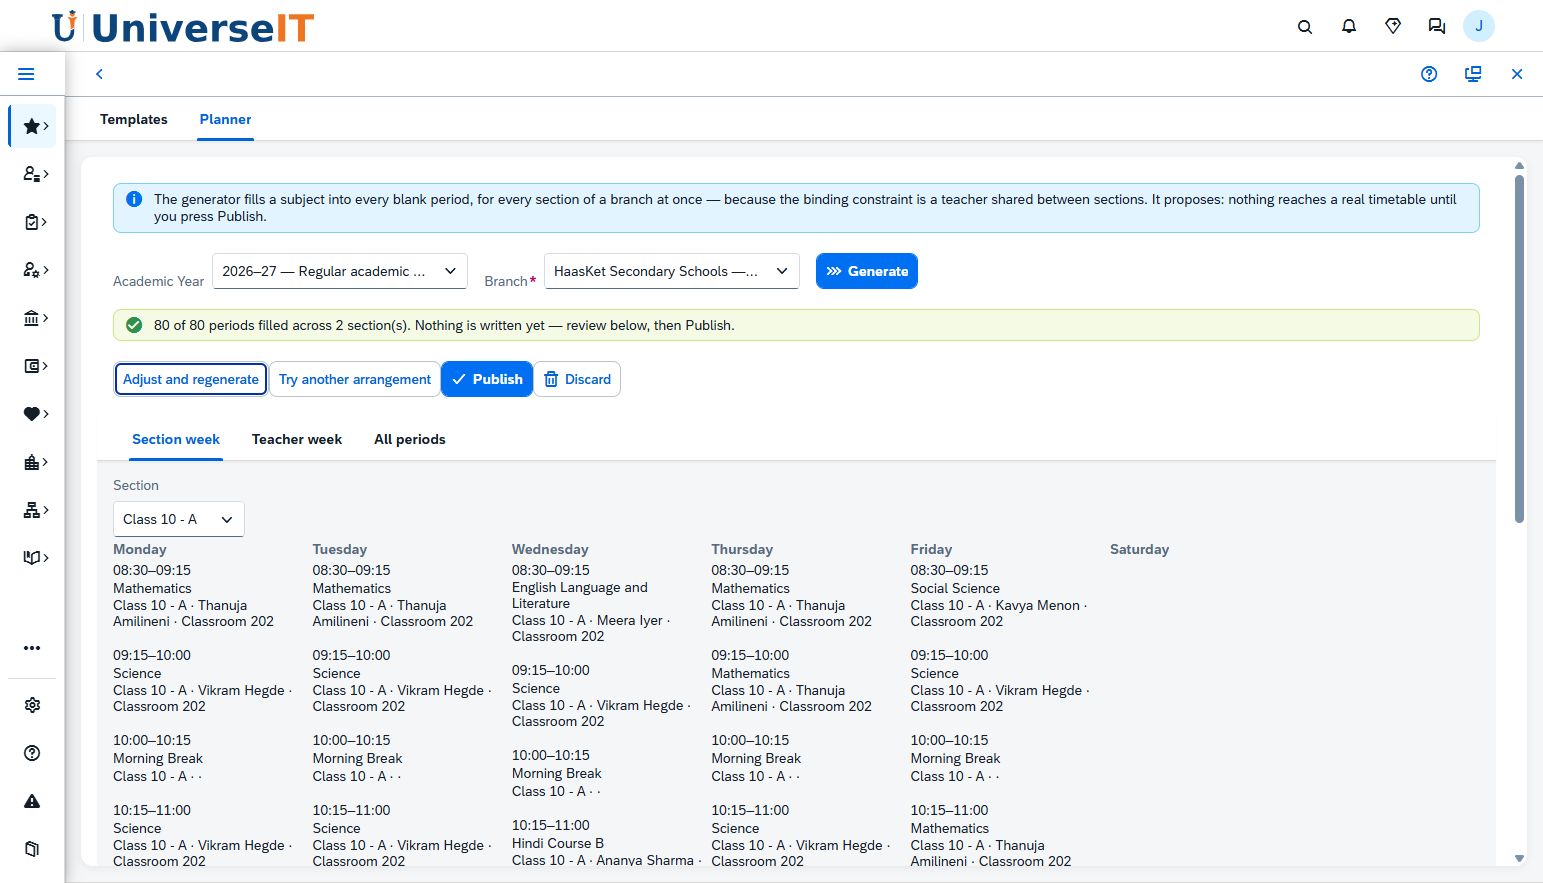 UniverseIT
J
Templates
Planner
The generator fills a subject into every blank period, for every section of a branch at once — because the binding constraint is a teacher shared between sections. It proposes: nothing reaches a real timetable until
you press Publish.
Academic Year
2026–27 — Regular academic ...
Branch*
HaasKet Secondary Schools —...
Generate
80 of 80 periods filled across 2 section(s). Nothing is written yet — review below, then Publish.
Adjust and regenerate
Try another arrangement
Publish
Discard
Section week
Teacher week
All periods
Section
Class 10 - A
Monday
08:30–09:15
Mathematics
Class 10 - A · Thanuja
Amilineni · Classroom 202
09:15–10:00
Science
Class 10 - A · Vikram Hegde ·
Classroom 202
10:00–10:15
Morning Break
Class 10 - A · ·
10:15–11:00
Science
Class 10 - A · Vikram Hegde ·
Classroom 202
Tuesday
08:30–09:15
Mathematics
Class 10 - A · Thanuja
Amilineni · Classroom 202
09:15–10:00
Science
Class 10 - A · Vikram Hegde ·
Classroom 202
10:00–10:15
Morning Break
Class 10 - A · ·
10:15–11:00
Science
Class 10 - A · Vikram Hegde ·
Classroom 202
Wednesday
08:30–09:15
English Language and
Literature
Class 10 - A · Meera Iyer ·
Classroom 202
09:15–10:00
Science
Class 10 - A · Vikram Hegde ·
Classroom 202
10:00–10:15
Morning Break
Class 10 - A · ·
10:15–11:00
Hindi Course B
Class 10 - A · Ananya Sharma ·
Thursday
08:30–09:15
Mathematics
Class 10 - A · Thanuja
Amilineni · Classroom 202
09:15–10:00
Mathematics
Class 10 - A · Thanuja
Amilineni · Classroom 202
10:00–10:15
Morning Break
Class 10 - A · ·
10:15–11:00
Science
Class 10 - A · Vikram Hegde ·
Classroom 202
Friday
08:30–09:15
Social Science
Class 10 - A · Kavya Menon ·
Classroom 202
09:15–10:00
Science
Class 10 - A · Vikram Hegde ·
Classroom 202
10:00–10:15
Morning Break
Class 10 - A · ·
10:15–11:00
Mathematics
Class 10 - A · Thanuja
Amilineni · Classroom 202
Saturday